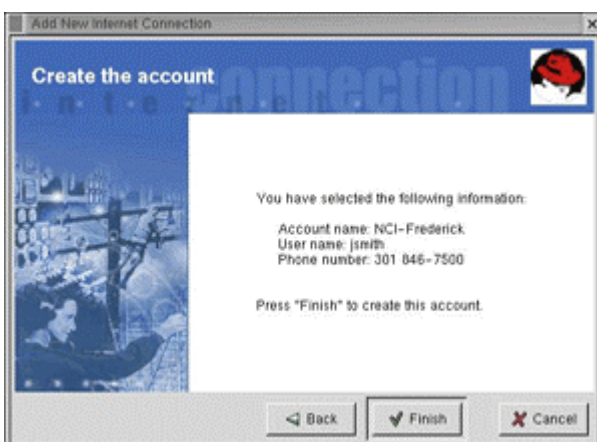 Add New Internet Connection
Create the account
connection
internet
You have selected the following information:
Account name: NCI-Frederick
User name: jsmith
Phone number: 301 846-7500
Press "Finish" to create this account.
Back
Finish
Cancel